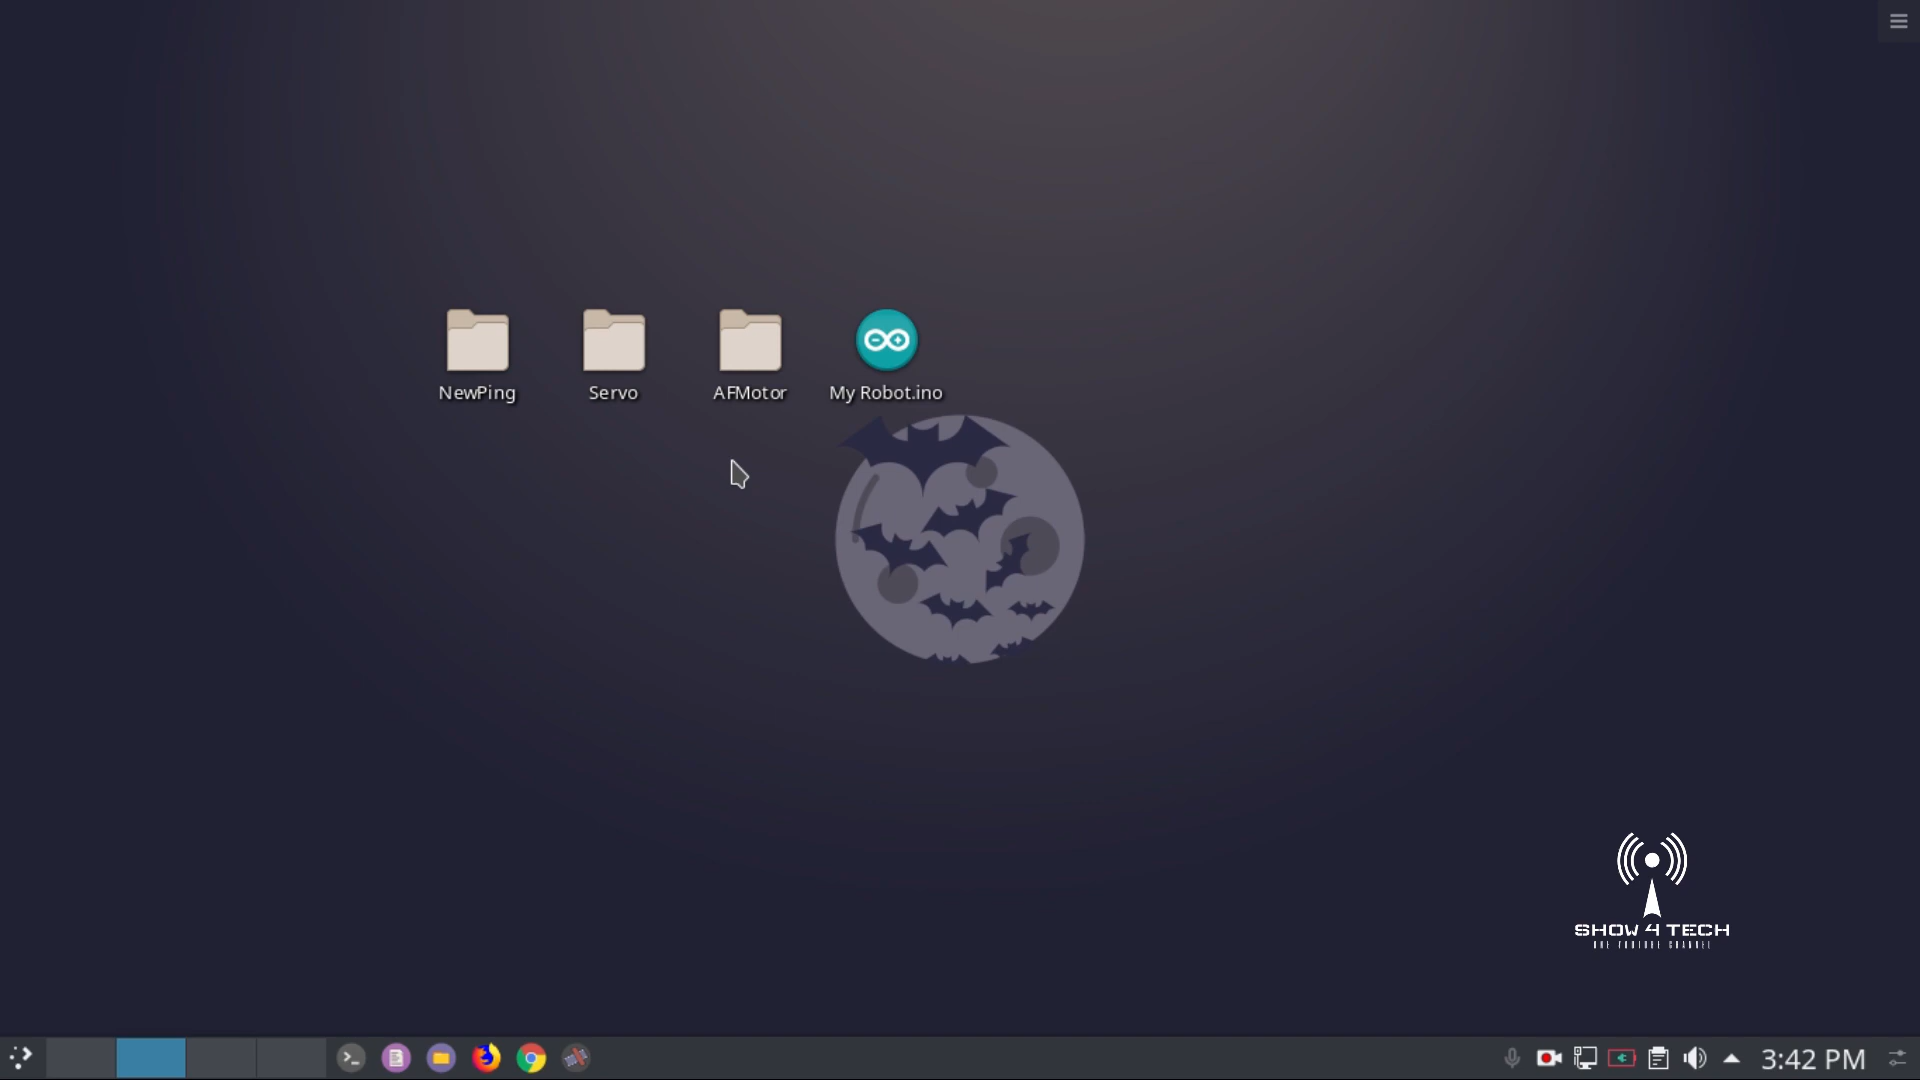 NewPing
Servo
AFMotor
My Robot.ino
SHOW 4 TECH
3:42 PM